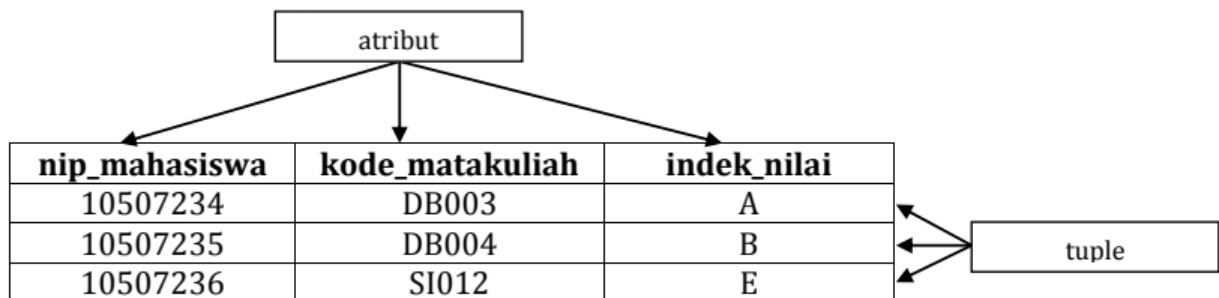 atribut
nip_mahasiswa kode_matakuliah indek_nilai
10507234 DB003 A
10507235 DB004 B
tuple
10507236 SI012 E